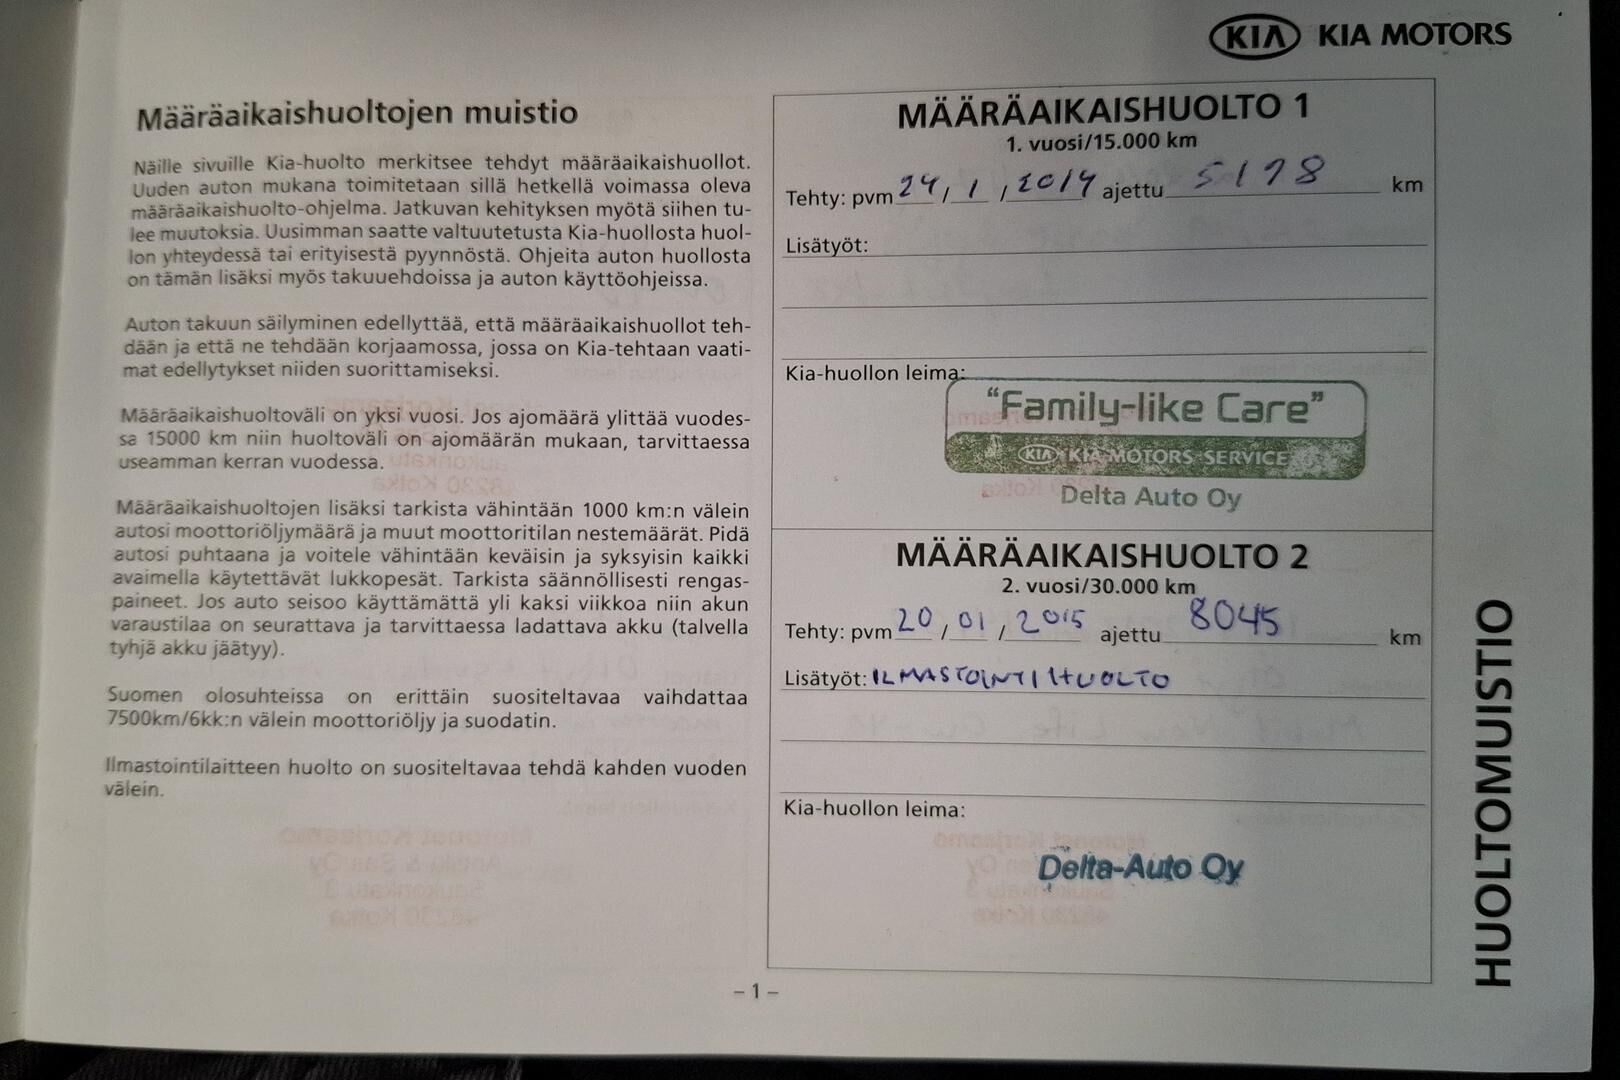 KIA KIA MOTORS
Määräaikaishuoltojen muistio
Näille sivuille Kia-huolto merkitsee tehdyt määräaikaishuollot.
Uuden auton mukana toimitetaan sillä hetkellä voimassa oleva
määräaikaishuolto-ohjelma. Jatkuvan kehityksen myötä siihen tu-
lee muutoksia. Uusimman saatte valtuutetusta Kia-huollosta huol-
lon yhteydessä tai erityisestä pyynnöstä. Ohjeita auton huollosta
on tämän lisäksi myös takuuehdoissa ja auton käyttöohjeissa.
Auton takuun säilyminen edellyttää, että määräaikaishuollot teh-
dään ja että ne tehdään korjaamossa, jossa on Kia-tehtaan vaati-
mat edellytykset niiden suorittamiseksi.
Määräaikaishuoltoväli on yksi vuosi. Jos ajomäärä ylittää vuodes-
sa 15000 km niin huoltoväli on ajomäärän mukaan, tarvittaessa
useamman kerran vuodessa.
Määräaikaishuoltojen lisäksi tarkista vähintään 1000 km:n välein
autosi moottoriöljymäärä ja muut moottoritilan nestemäärät. Pidä
autosi puhtaana ja voitele vähintään keväisin ja syksyisin kaikki
avaimella käytettävät lukkopesät. Tarkista säännöllisesti rengas-
paineet. Jos auto seisoo käyttämättä yli kaksi viikkoa niin akun
varaustilaa on seurattava ja tarvittaessa ladattava akku (talvella
tyhjä akku jäätyy).
Suomen olosuhteissa on erittäin suositeltavaa vaihdattaa
7500km/6kk:n välein moottoriöljy ja suodatin.
Ilmastointilaitteen huolto on suositeltavaa tehdä kahden vuoden
välein.
MÄÄRÄAIKAISHUOLTO 1
1. vuosi/15.000 km
Tehty: pvm 24 / 1 / 2014 ajettu 5198 km
Lisätyöt:
Kia-huollon leima:
"Family-like Care"
KIA KIA MOTORS SERVICE
Delta Auto Oy
MÄÄRÄAIKAISHUOLTO 2
2. vuosi/30.000 km
Tehty: pvm 20 / 01 / 2015 ajettu 8045 km
Lisätyöt: ILMASTOINTIHUOLTO
Kia-huollon leima:
Delta-Auto Oy
HUOLTOMUISTIO
– 1 –